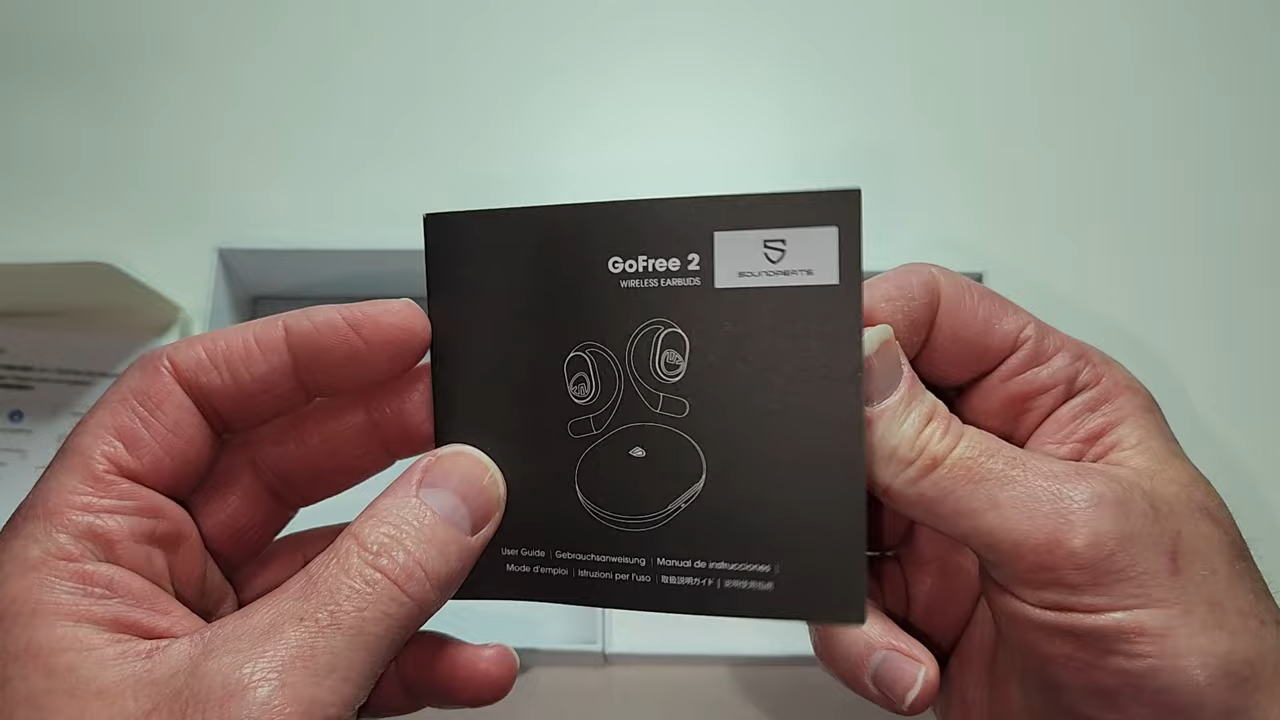 GoFree 2
WIRELESS EARBUDS
SOUNDPEATS
User Guide | Gebrauchsanweisung | Manual de instrucciones
Mode d'emploi | Istruzioni per l'uso | 取扱説明ガイド |